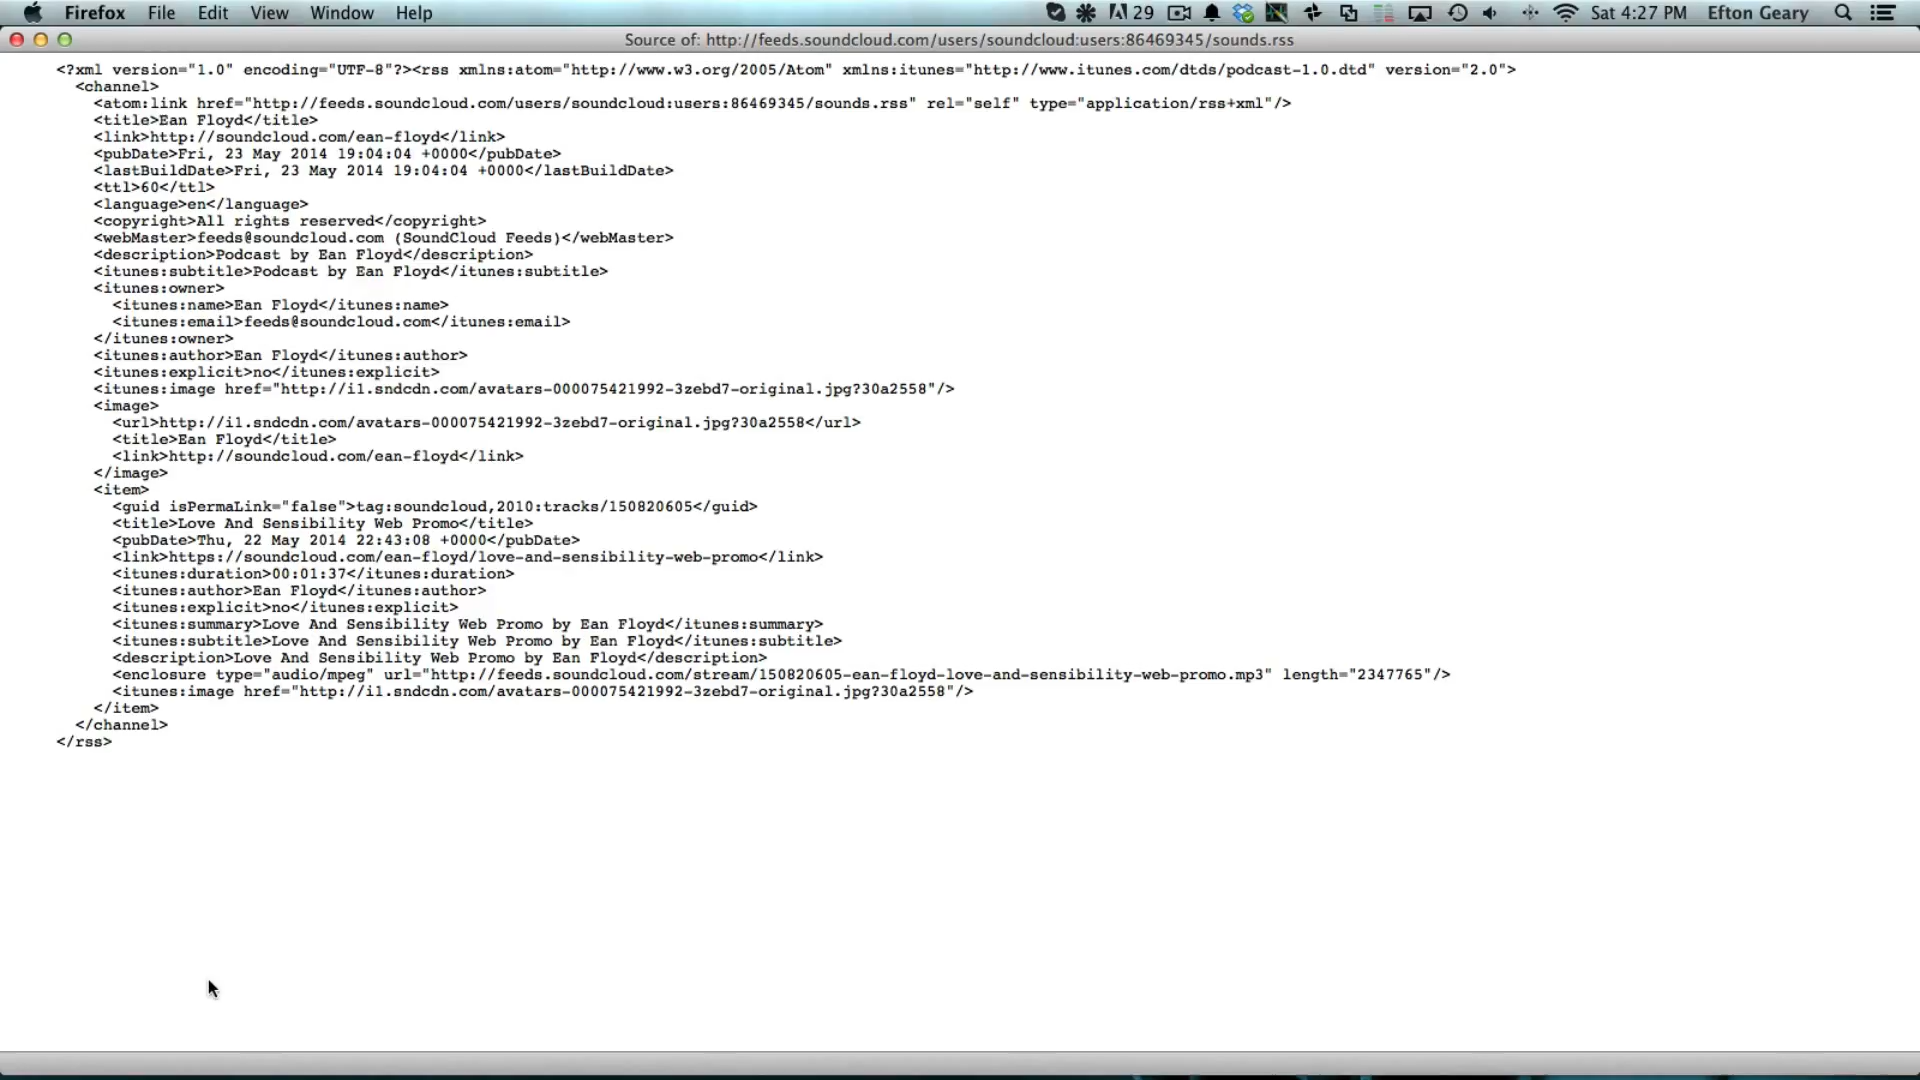 Firefox File Edit View Window Help 29 Sat 4:27 PM Efton Geary
Source of: http://feeds.soundcloud.com/users/soundcloud:users:86469345/sounds.rss
<?xml version="1.0" encoding="UTF-8"?><rss xmlns:atom="http://www.w3.org/2005/Atom" xmlns:itunes="http://www.itunes.com/dtds/podcast-1.0.dtd" version="2.0">
<channel>
<atom:link href="http://feeds.soundcloud.com/users/soundcloud:users:86469345/sounds.rss" rel="self" type="application/rss+xml"/>
<title>Ean Floyd</title>
<link>http://soundcloud.com/ean-floyd</link>
<pubDate>Fri, 23 May 2014 19:04:04 +0000</pubDate>
<lastBuildDate>Fri, 23 May 2014 19:04:04 +0000</lastBuildDate>
<ttl>60</ttl>
<language>en</language>
<copyright>All rights reserved</copyright>
<webMaster>feeds@soundcloud.com (SoundCloud Feeds)</webMaster>
<description>Podcast by Ean Floyd</description>
<itunes:subtitle>Podcast by Ean Floyd</itunes:subtitle>
<itunes:owner>
<itunes:name>Ean Floyd</itunes:name>
<itunes:email>feeds@soundcloud.com</itunes:email>
</itunes:owner>
<itunes:author>Ean Floyd</itunes:author>
<itunes:explicit>no</itunes:explicit>
<itunes:image href="http://i1.sndcdn.com/avatars-000075421992-3zebd7-original.jpg?30a2558"/>
<image>
<url>http://i1.sndcdn.com/avatars-000075421992-3zebd7-original.jpg?30a2558</url>
<title>Ean Floyd</title>
<link>http://soundcloud.com/ean-floyd</link>
</image>
<item>
<guid isPermaLink="false">tag:soundcloud,2010:tracks/150820605</guid>
<title>Love And Sensibility Web Promo</title>
<pubDate>Thu, 22 May 2014 22:43:08 +0000</pubDate>
<link>https://soundcloud.com/ean-floyd/love-and-sensibility-web-promo</link>
<itunes:duration>00:01:37</itunes:duration>
<itunes:author>Ean Floyd</itunes:author>
<itunes:explicit>no</itunes:explicit>
<itunes:summary>Love And Sensibility Web Promo by Ean Floyd</itunes:summary>
<itunes:subtitle>Love And Sensibility Web Promo by Ean Floyd</itunes:subtitle>
<description>Love And Sensibility Web Promo by Ean Floyd</description>
<enclosure type="audio/mpeg" url="http://feeds.soundcloud.com/stream/150820605-ean-floyd-love-and-sensibility-web-promo.mp3" length="2347765"/>
<itunes:image href="http://i1.sndcdn.com/avatars-000075421992-3zebd7-original.jpg?30a2558"/>
</item>
</channel>
</rss>